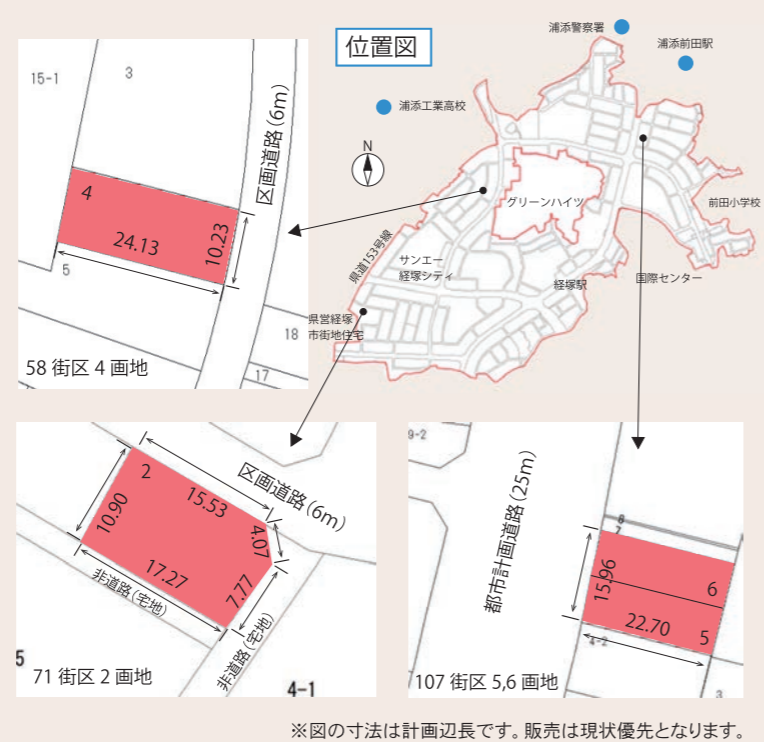 位置図
浦添警察署
浦添前田駅
浦添工業高校
N
グリーンハイツ
前田小学校
県道153号線
サンエー
経塚シティ
経塚駅
国際センター
県営経塚
市街地住宅
15-1
3
区画道路（6m）
4
24.13
10.23
5
18
17
58 街区 4 画地
2
区画道路（6m）
15.53
10.90
4.07
17.27
7.77
非道路（宅地）
非道路（宅地）
5
71 街区 2 画地
4-1
9-2
都市計画道路（25m）
8
7
15.96
6
22.70
5
4-2
3
107 街区 5,6 画地
※図の寸法は計画辺長です。販売は現状優先となります。